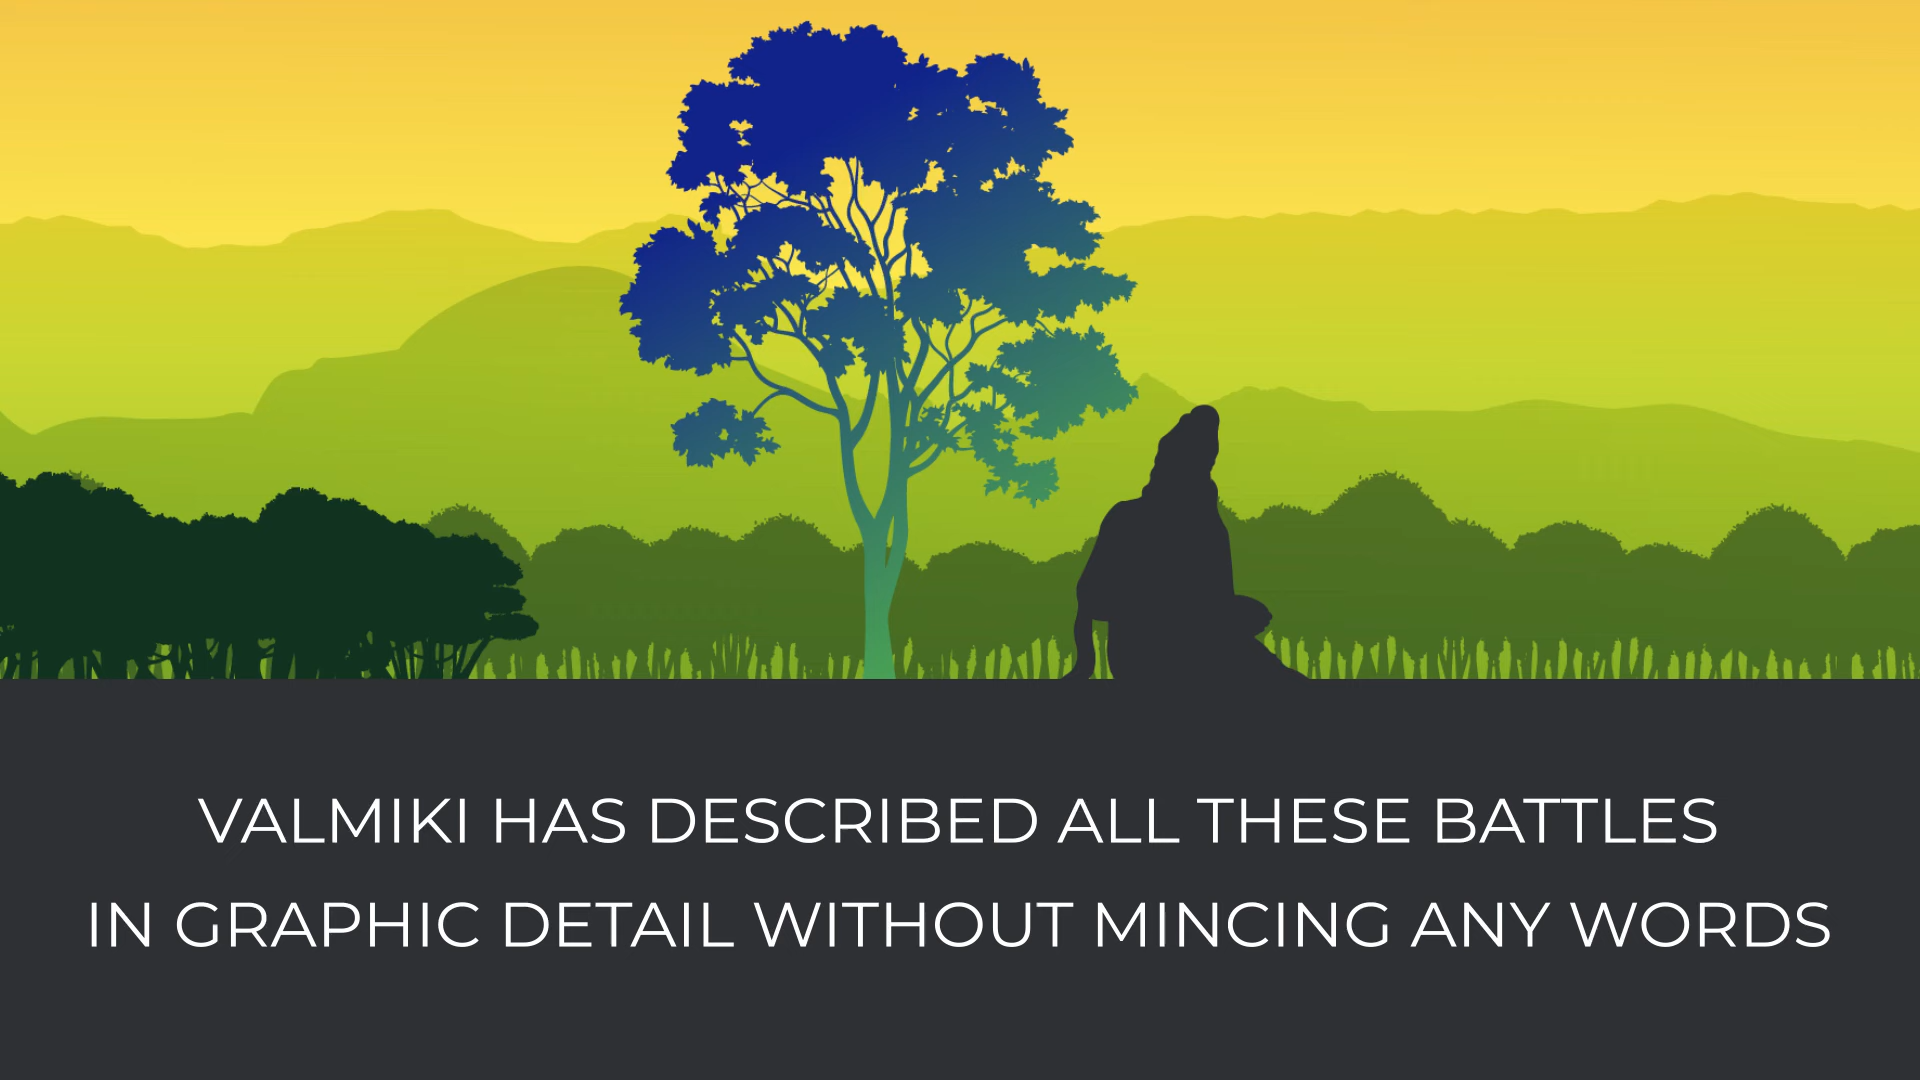 VALMIKI HAS DESCRIBED ALL THESE BATTLES
IN GRAPHIC DETAIL WITHOUT MINCING ANY WORDS